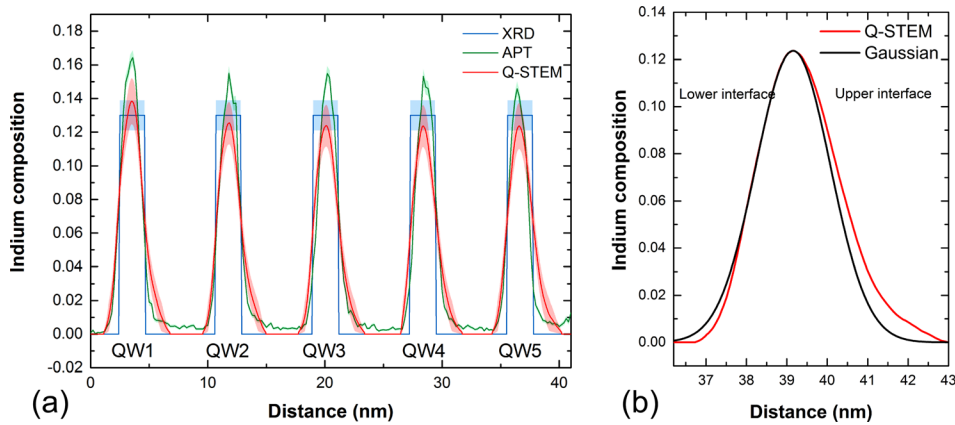 0.18
0.16
0.14
0.12
0.10
0.08
0.06
0.04
0.02
0.00
-0.02
Indium composition
XRD
APT
Q-STEM
QW1 QW2 QW3 QW4 QW5
0 10 20 30 40
Distance (nm)
(a)
0.14
0.12
0.10
0.08
0.06
0.04
0.02
0.00
Indium composition
Q-STEM
Gaussian
Lower interface Upper interface
37 38 39 40 41 42 43
Distance (nm)
(b)